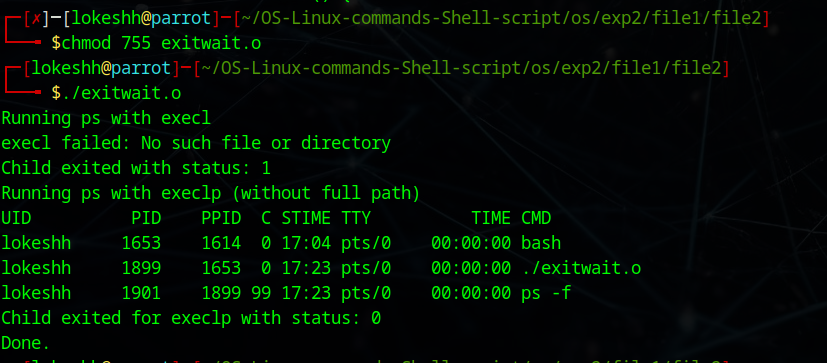 ┌─[✗]─[lokeshh@parrot]─[~/OS-Linux-commands-Shell-script/os/exp2/file1/file2]
└──╼ $chmod 755 exitwait.o
┌─[lokeshh@parrot]─[~/OS-Linux-commands-Shell-script/os/exp2/file1/file2]
└──╼ $./exitwait.o
Running ps with execl
execl failed: No such file or directory
Child exited with status: 1
Running ps with execlp (without full path)
UID          PID    PPID  C STIME TTY          TIME CMD
lokeshh     1653    1614  0 17:04 pts/0    00:00:00 bash
lokeshh     1899    1653  0 17:23 pts/0    00:00:00 ./exitwait.o
lokeshh     1901    1899 99 17:23 pts/0    00:00:00 ps -f
Child exited for execlp with status: 0
Done.